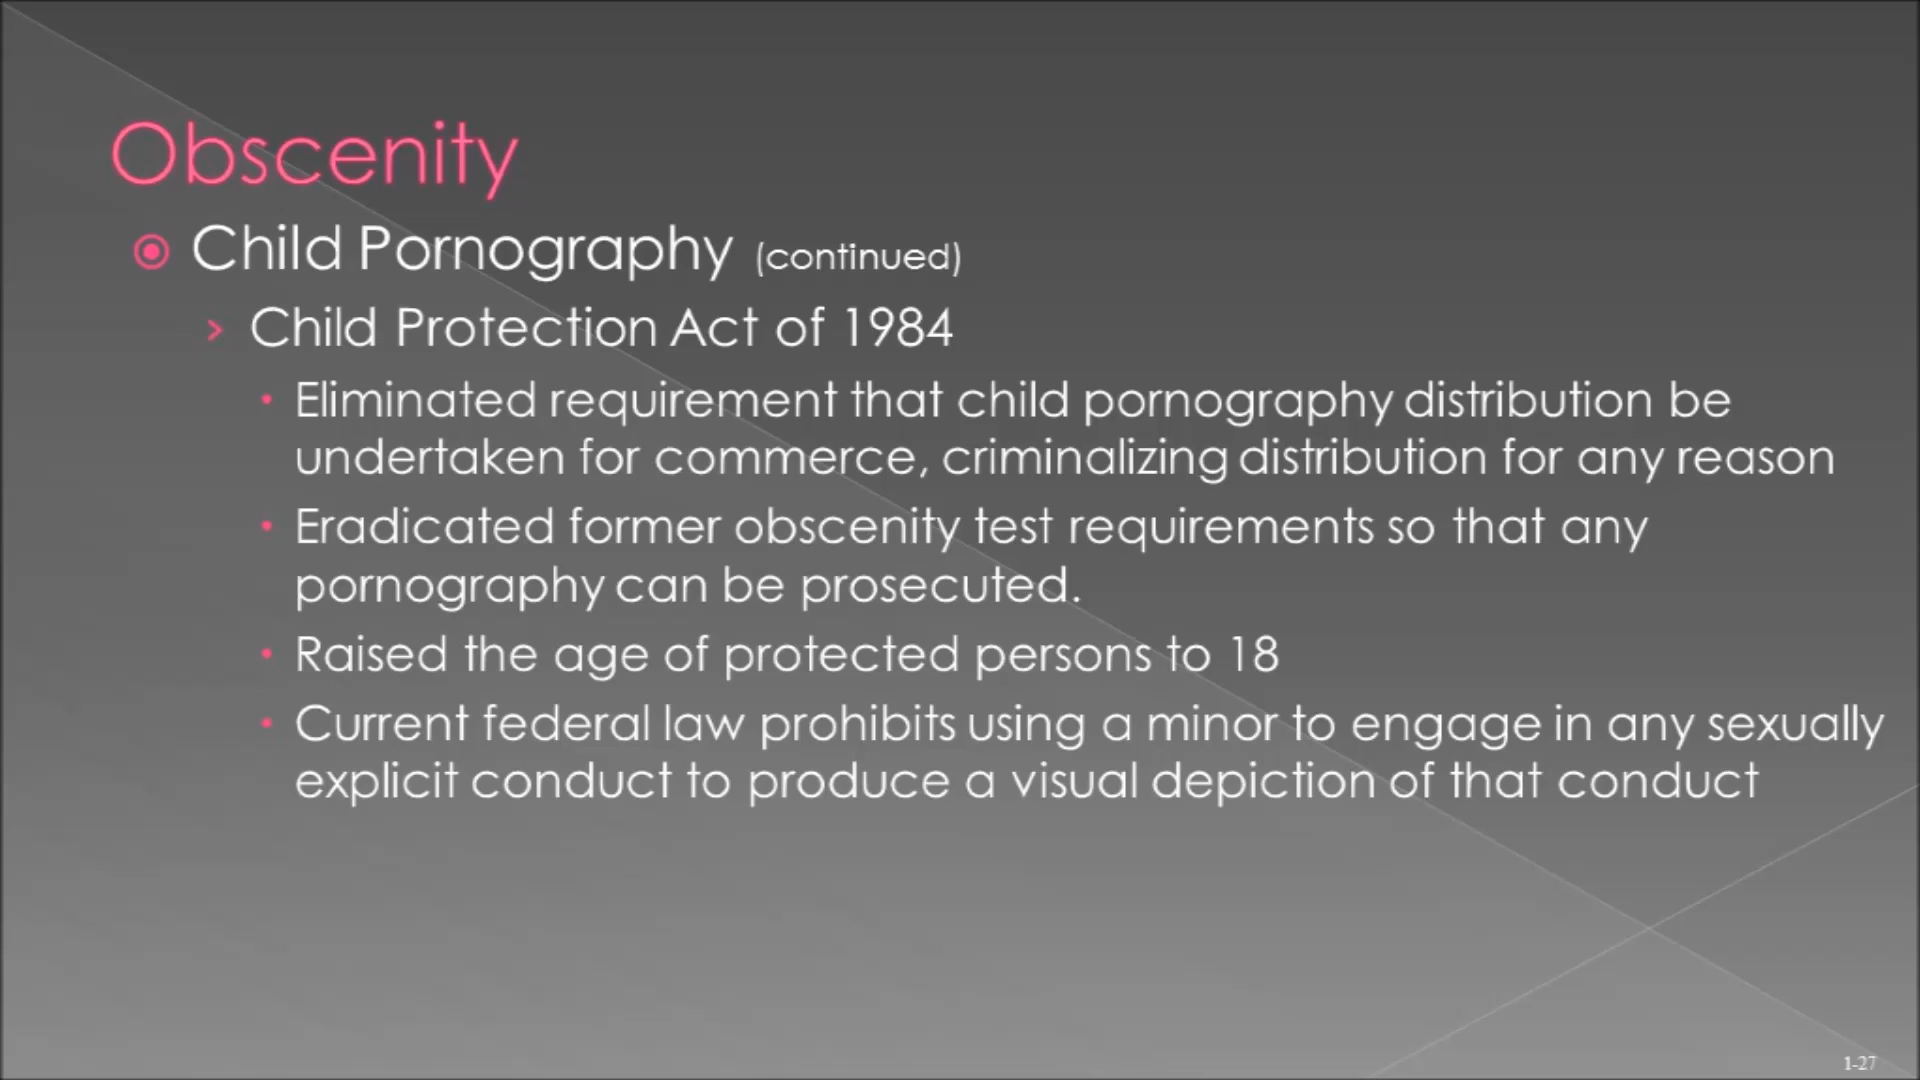 Obscenity
Child Pornography (continued)
Child Protection Act of 1984
Eliminated requirement that child pornography distribution be
undertaken for commerce, criminalizing distribution for any reason
Eradicated former obscenity test requirements so that any
pornography can be prosecuted.
Raised the age of protected persons to 18
Current federal law prohibits using a minor to engage in any sexually
explicit conduct to produce a visual depiction of that conduct
1-27